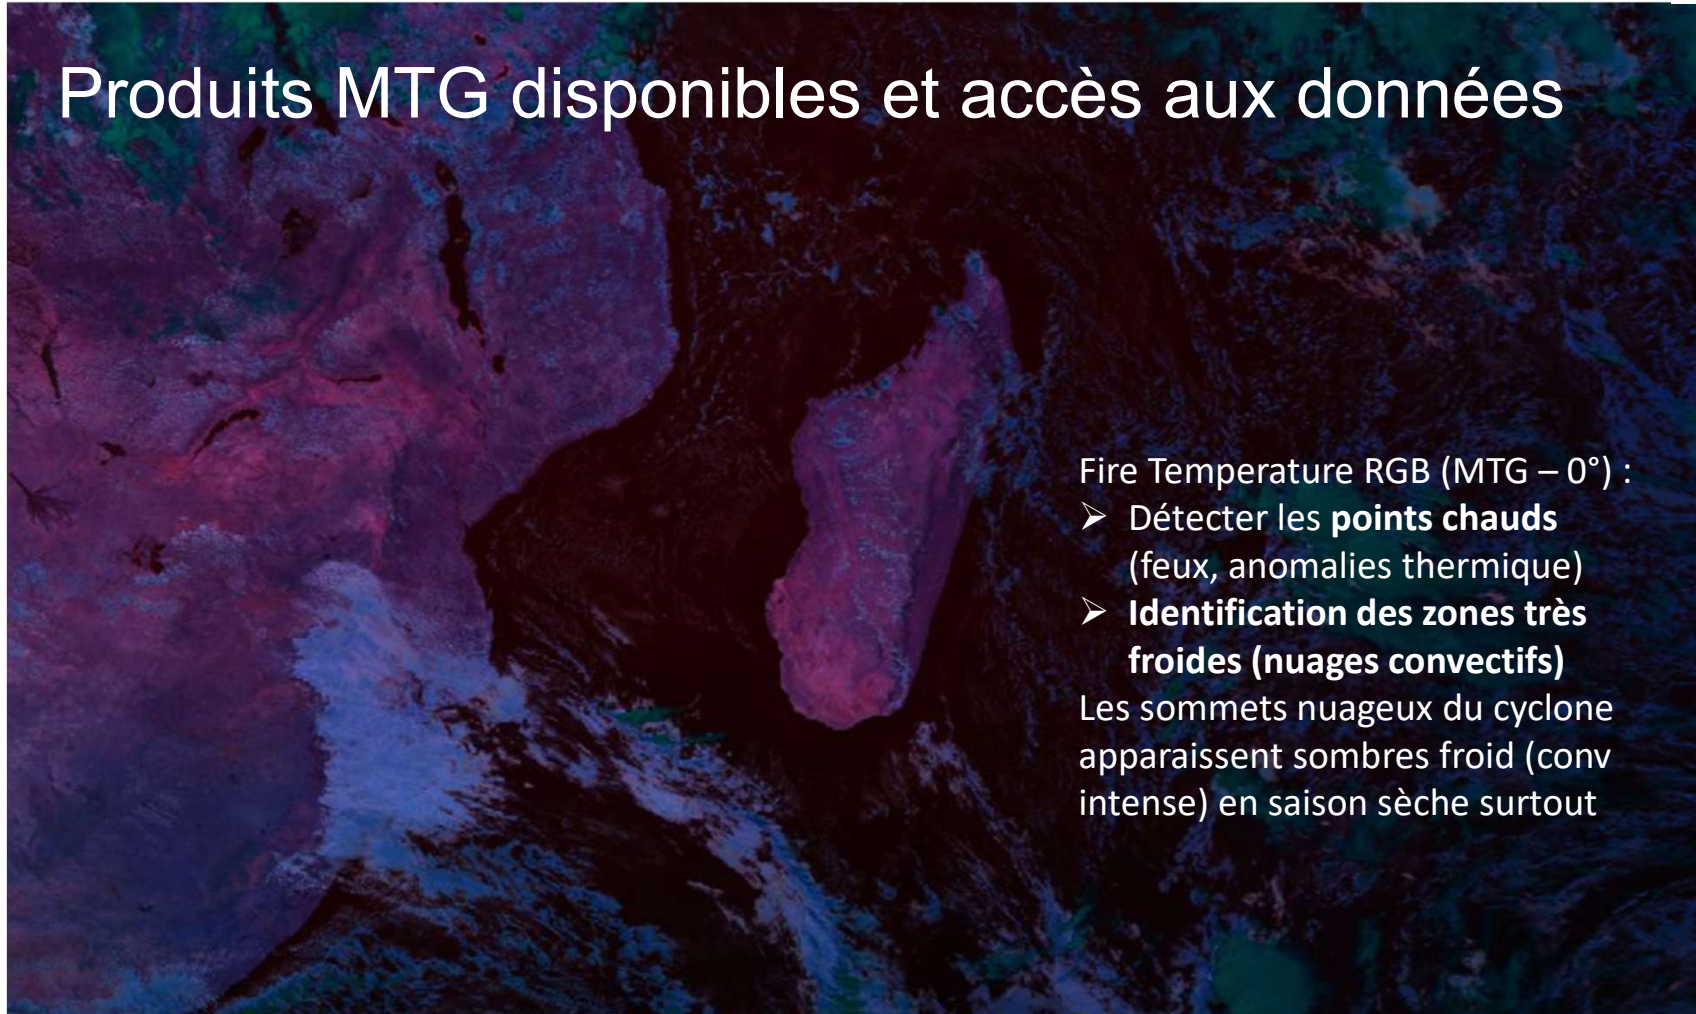 Produits MTG disponibles et accès aux données
Fire Temperature RGB (MTG – 0°) :
➢ Détecter les points chauds
(feux, anomalies thermique)
➢ Identification des zones très
froides (nuages convectifs)
Les sommets nuageux du cyclone
apparaissent sombres froid (conv
intense) en saison sèche surtout